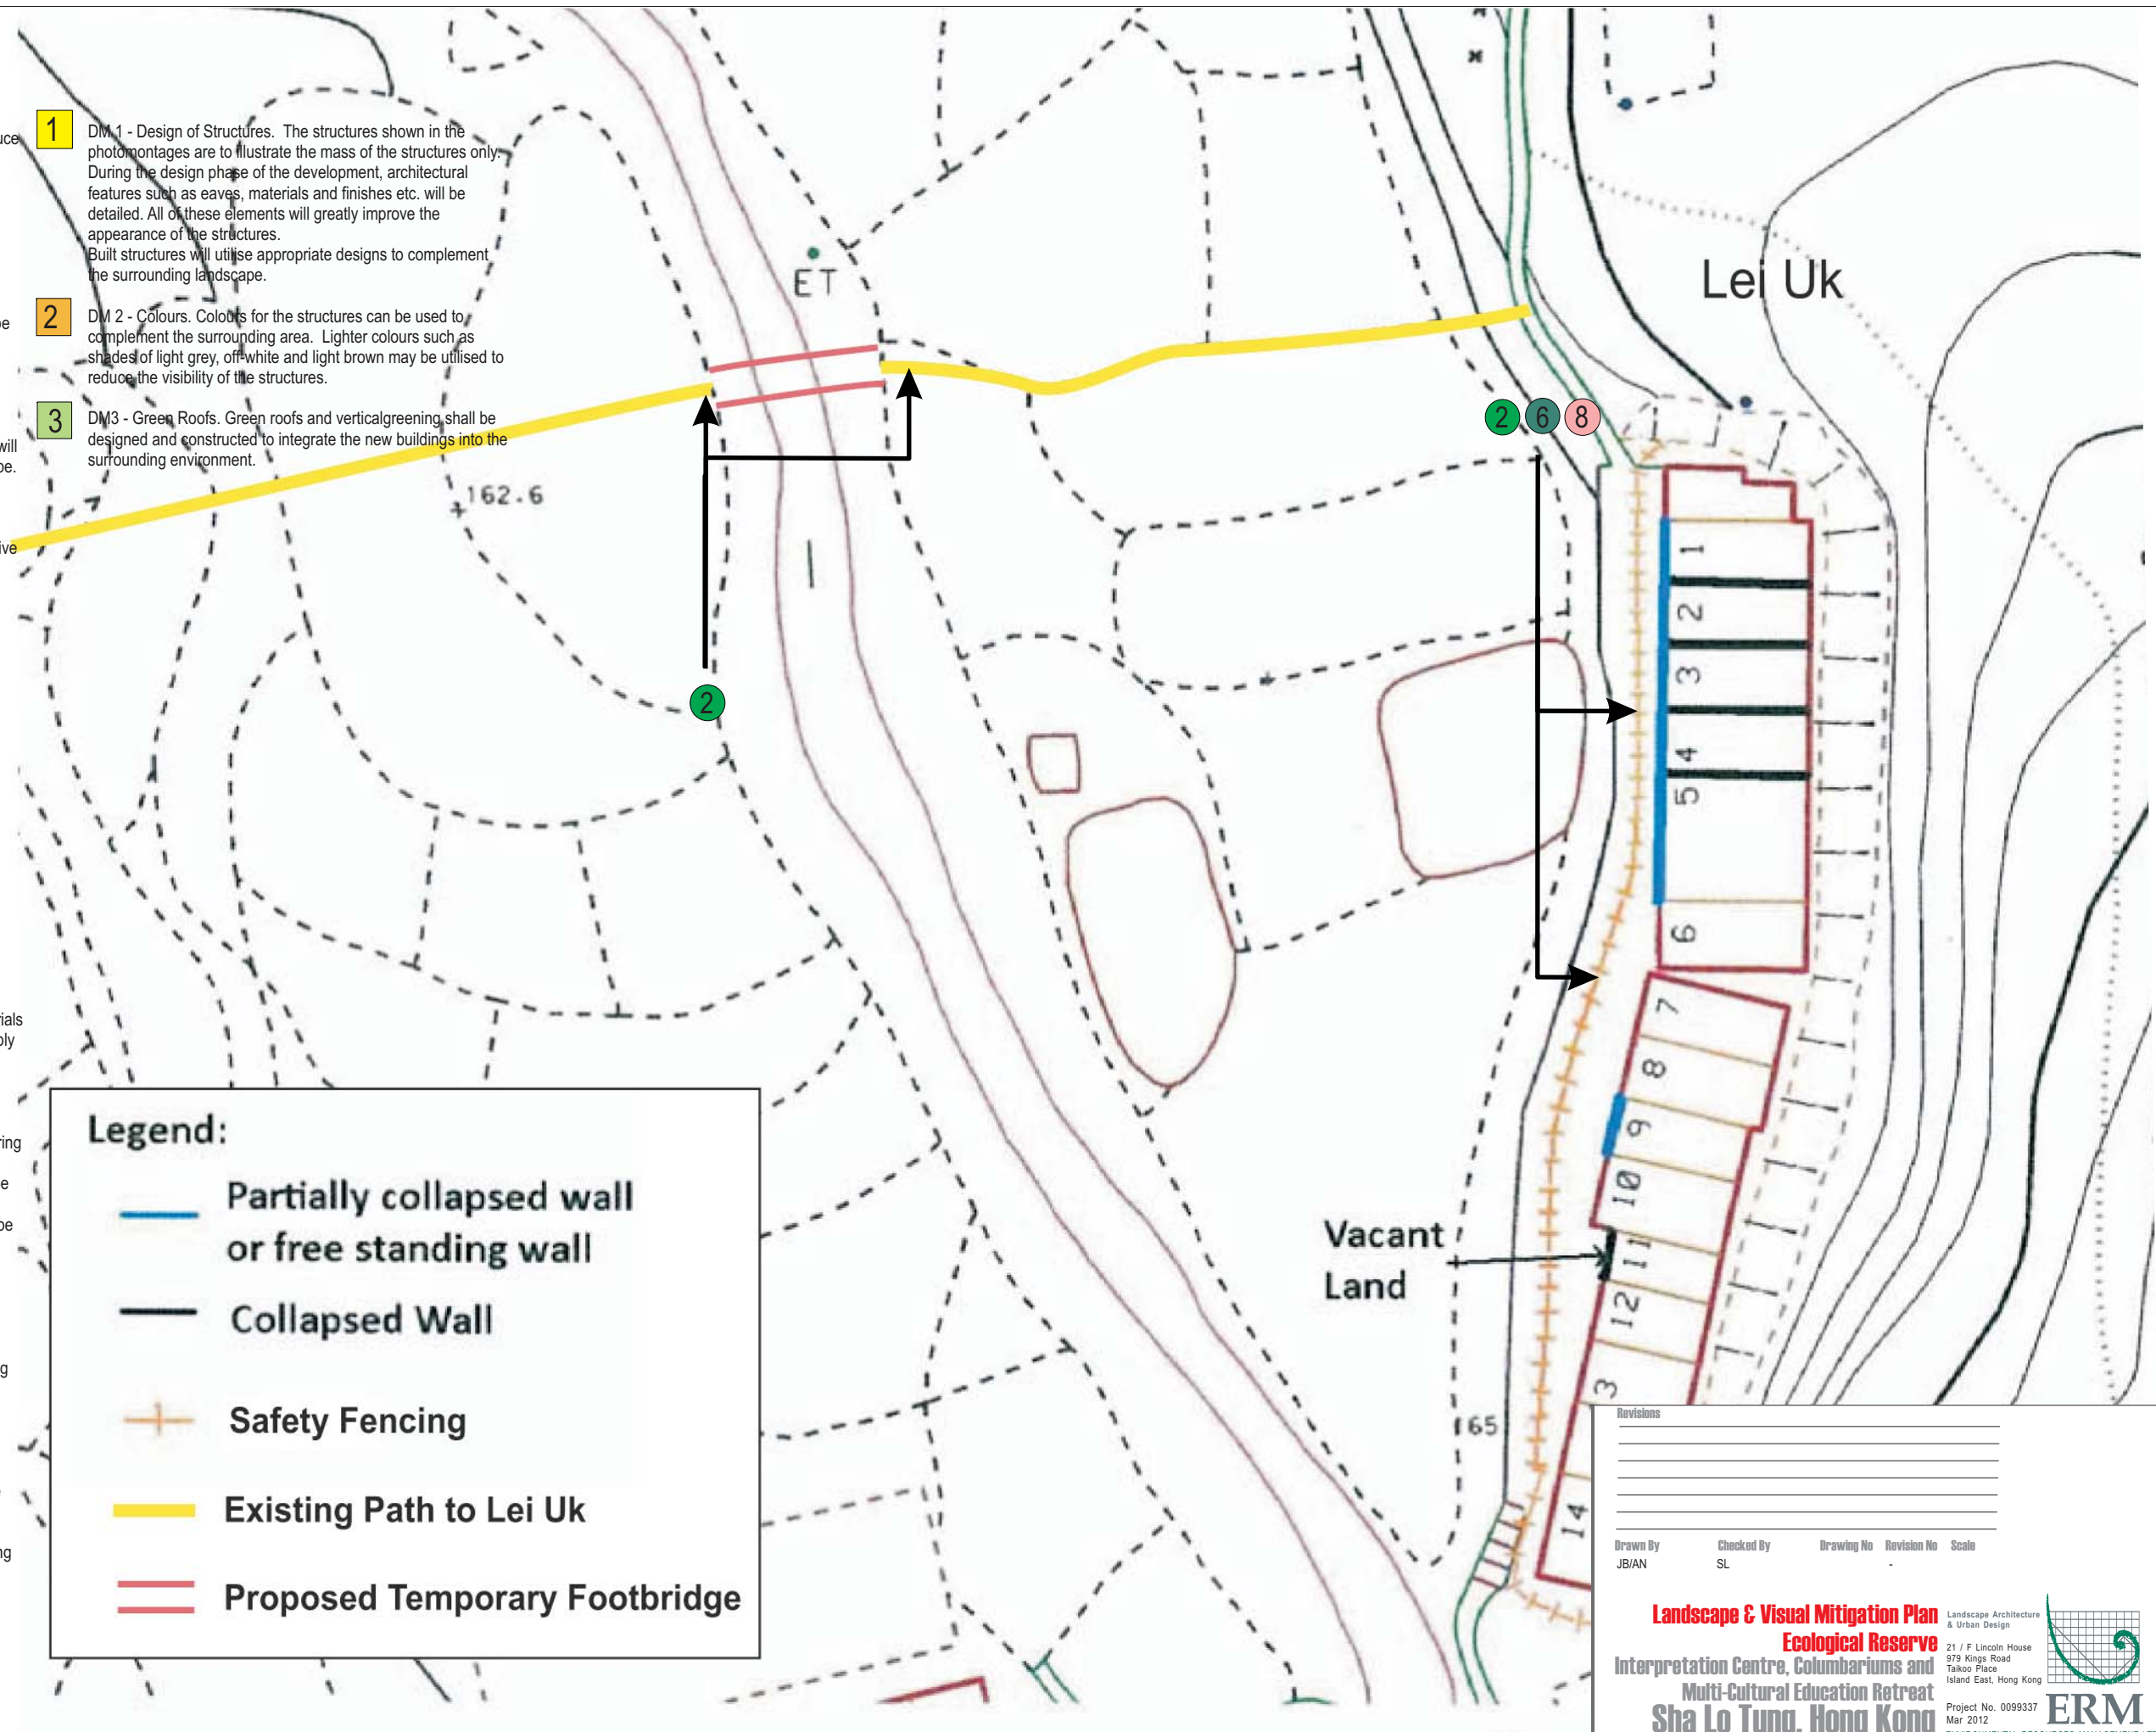 uce
1
DM 1 - Design of Structures. The structures shown in the
photomontages are to illustrate the mass of the structures only.
During the design phase of the development, architectural
features such as eaves, materials and finishes etc. will be
detailed. All of these elements will greatly improve the
appearance of the structures.
Built structures will utilise appropriate designs to complement
the surrounding landscape.
2
DM 2 - Colours. Colours for the structures can be used to
complement the surrounding area. Lighter colours such as
shades of light grey, off-white and light brown may be utilised to
reduce the visibility of the structures.
3
DM3 - Green Roofs. Green roofs and verticalgreening shall be
designed and constructed to integrate the new buildings into the
surrounding environment.
will
pe.
ive
ials
ply
ring
e
pe
g
ng
ET
162.6
Lei Uk
2 6 8
2
1
2
3
4
5
6
7
8
9
10
11
12
3
14
Vacant
Land
165
Legend:
Partially collapsed wall
or free standing wall
Collapsed Wall
Safety Fencing
Existing Path to Lei Uk
Proposed Temporary Footbridge
Revisions
Drawn By Checked By Drawing No Revision No Scale
JB/AN SL -
Landscape & Visual Mitigation Plan
Ecological Reserve
Interpretation Centre, Columbariums and
Multi-Cultural Education Retreat
Sha Lo Tung, Hong Kong
Landscape Architecture
& Urban Design
21 / F Lincoln House
979 Kings Road
Taikoo Place
Island East, Hong Kong
Project No. 0099337
Mar 2012
ERM